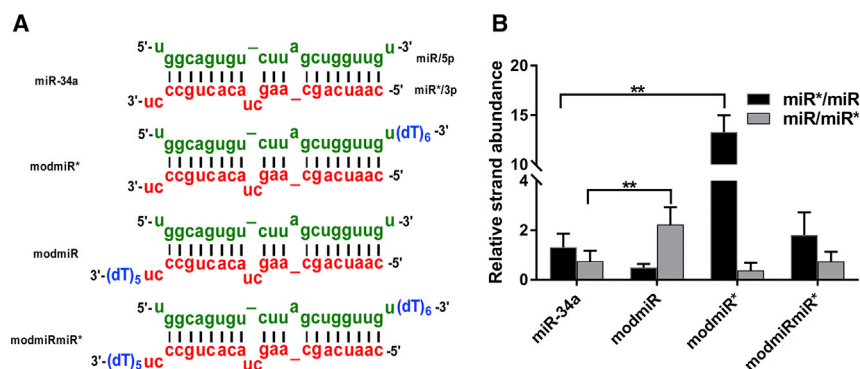 A
miR-34a
5'- u ggcagugu – cuu a gcugguug u -3' miR/5p
3'- uc ccgucaca uc gaa _ cgacuaac -5' miR*/3p
modmiR*
5'- u ggcagugu – cuu a gcugguug u(dT)6 -3'
3'- uc ccgucaca uc gaa _ cgacuaac -5'
modmiR
5'- u ggcagugu – cuu a gcugguug u -3'
3'-(dT)5 uc ccgucaca uc gaa _ cgacuaac -5'
modmiRmiR*
5'- u ggcagugu – cuu a gcugguug u(dT)6 -3'
3'-(dT)5 uc ccgucaca uc gaa _ cgacuaac -5'
B
Relative strand abundance
20
15
10
4
2
0
**
**
miR*/miR
miR/miR*
miR-34a
modmiR
modmiR*
modmiRmiR*